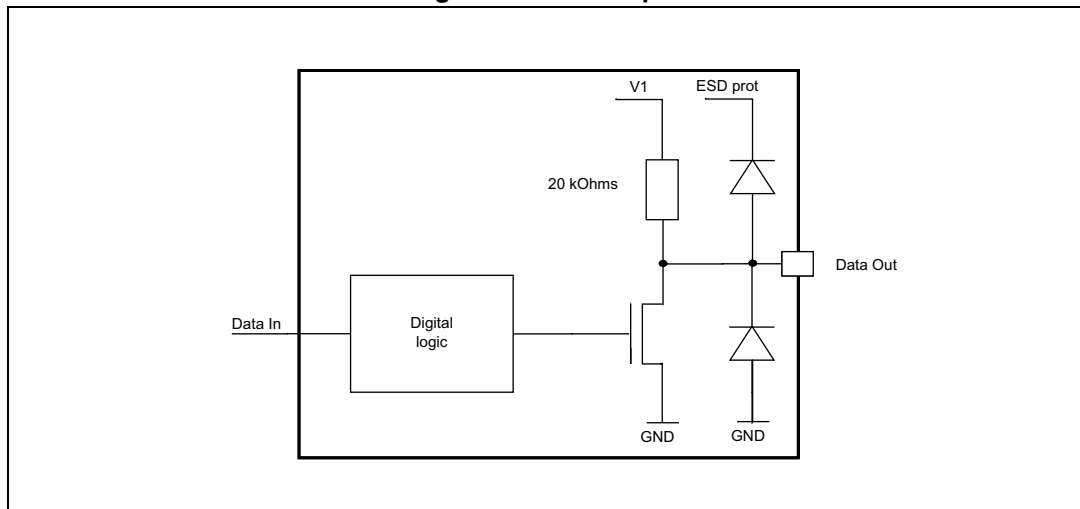 V1
ESD prot
20 kOhms
Data Out
Data In
Digital
logic
GND
GND